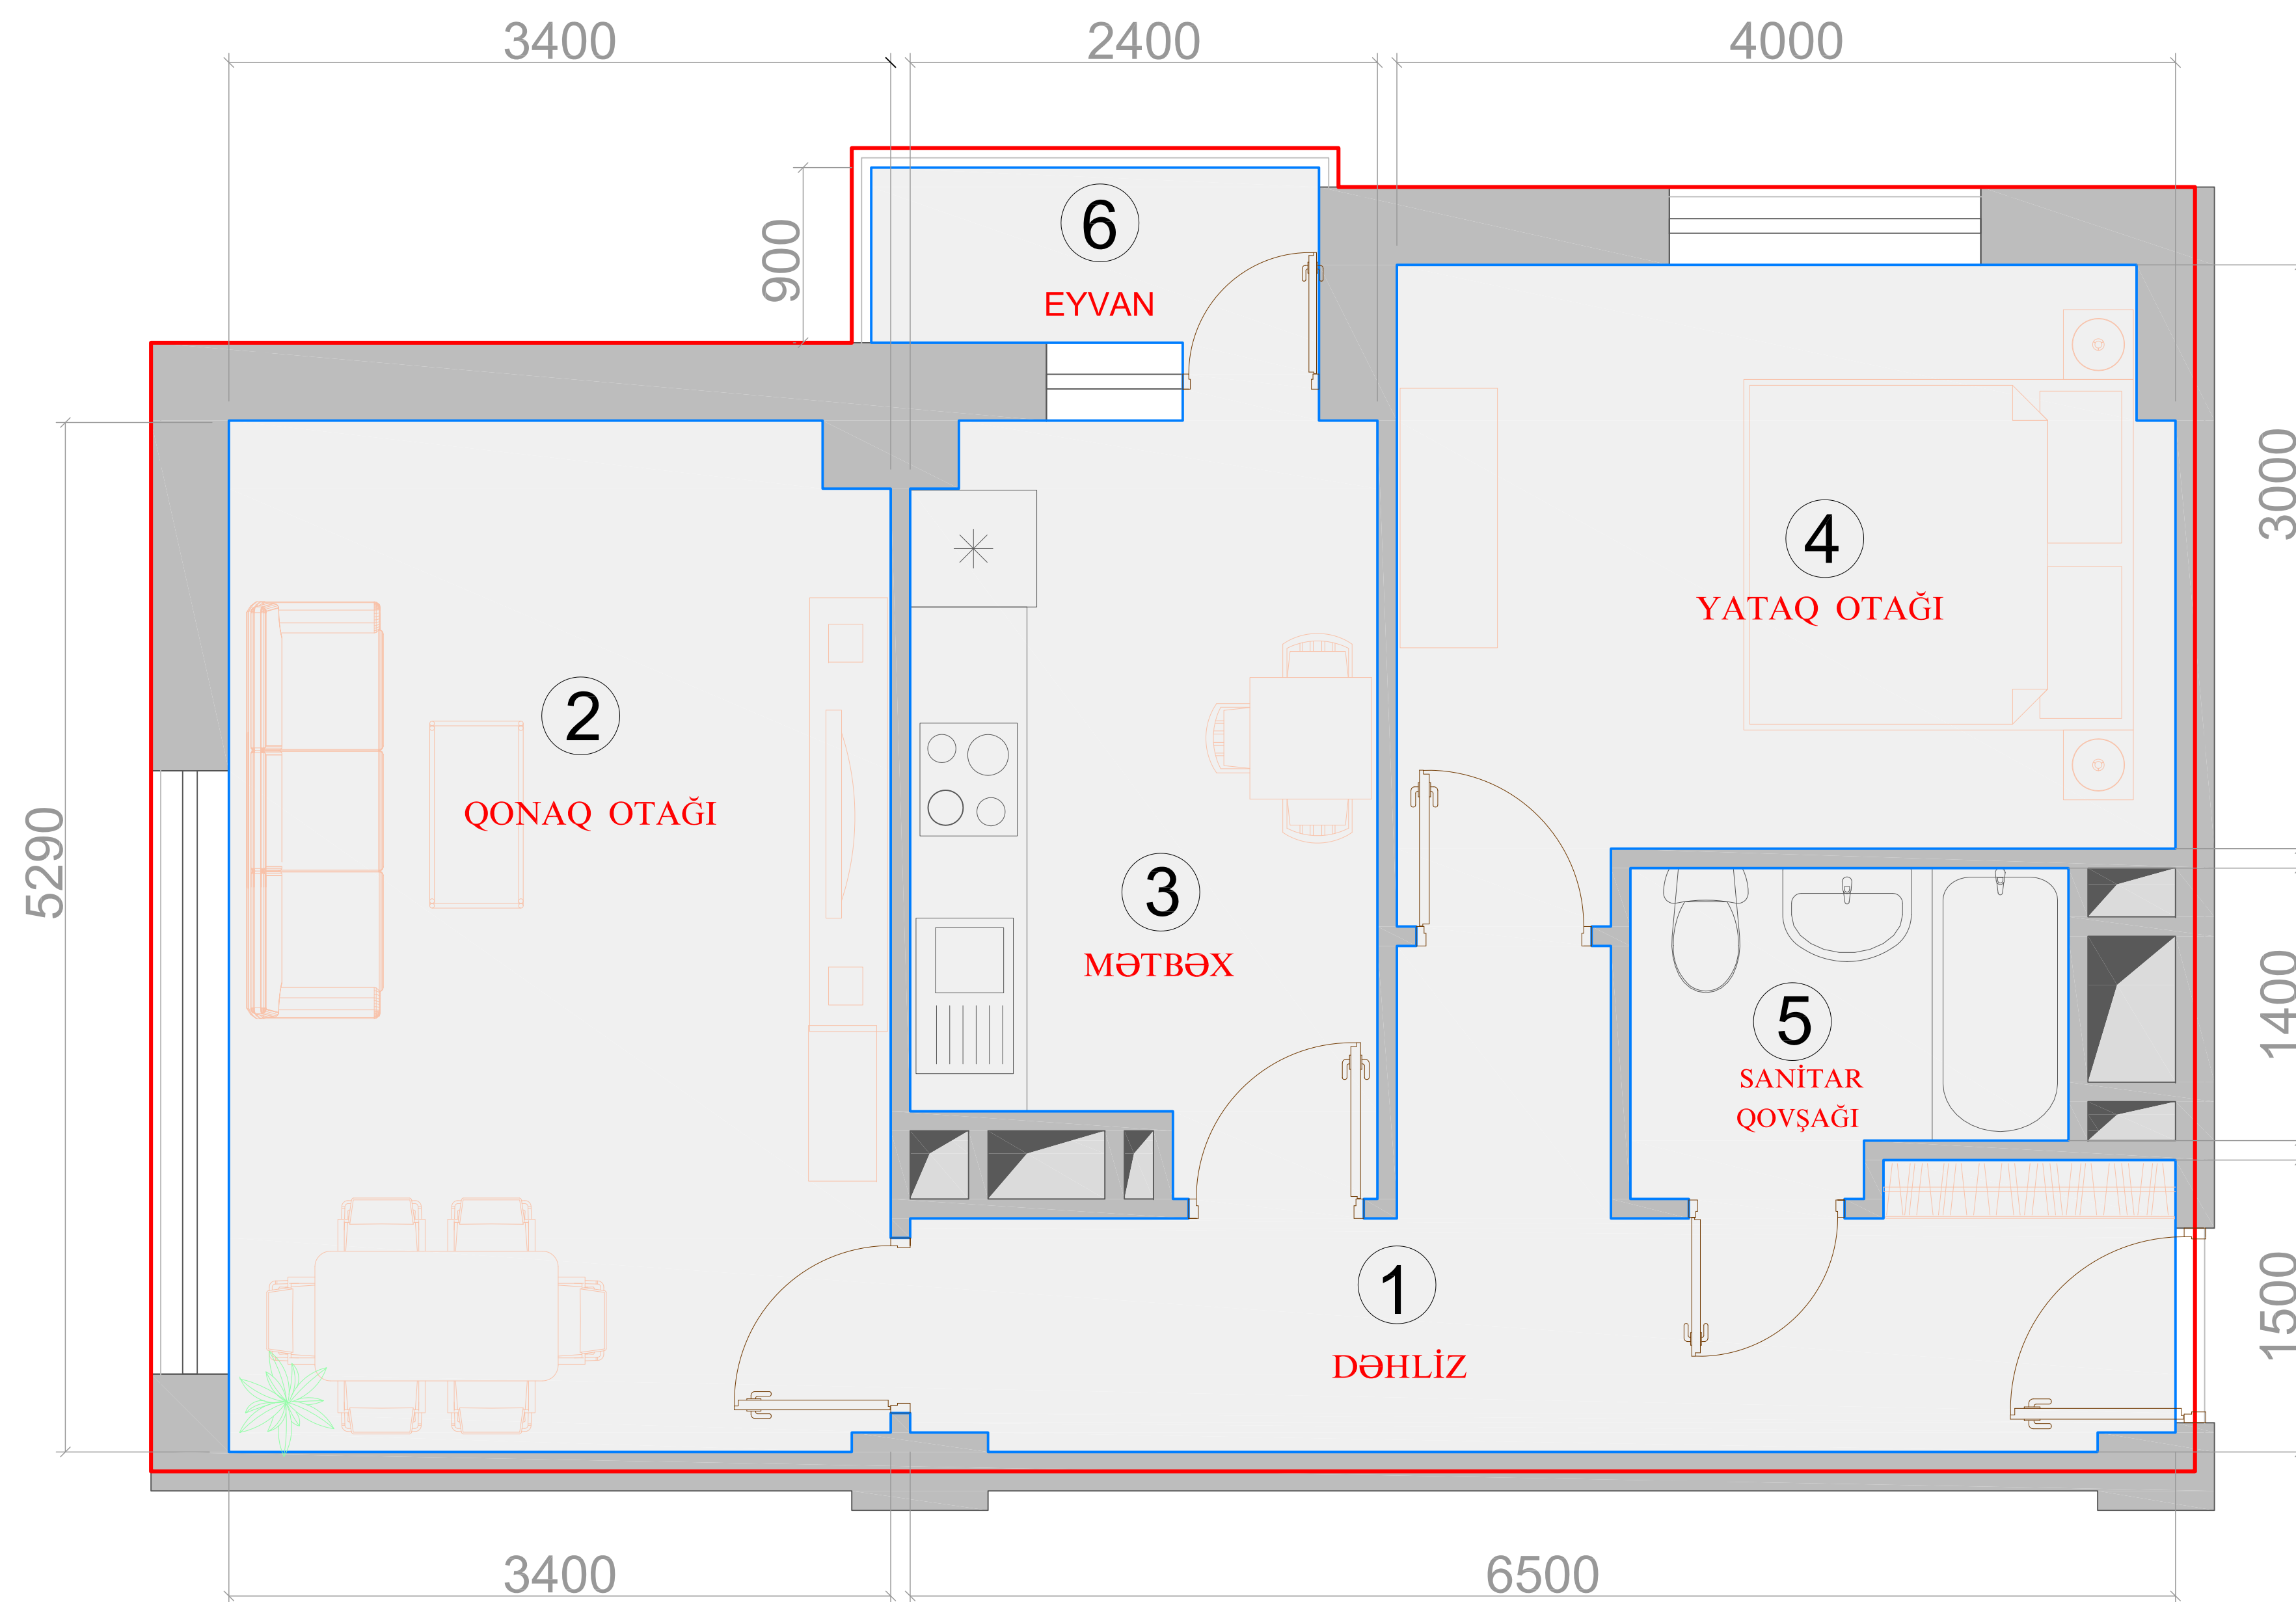 3400
2400
4000
6
EYVAN
900
3000
4
YATAQ OTAĞI
2
QONAQ OTAĞI
5290
3
MƏTBƏX
5
SANİTAR
QOVŞAĞI
1400
1
DƏHLİZ
1500
3400
6500